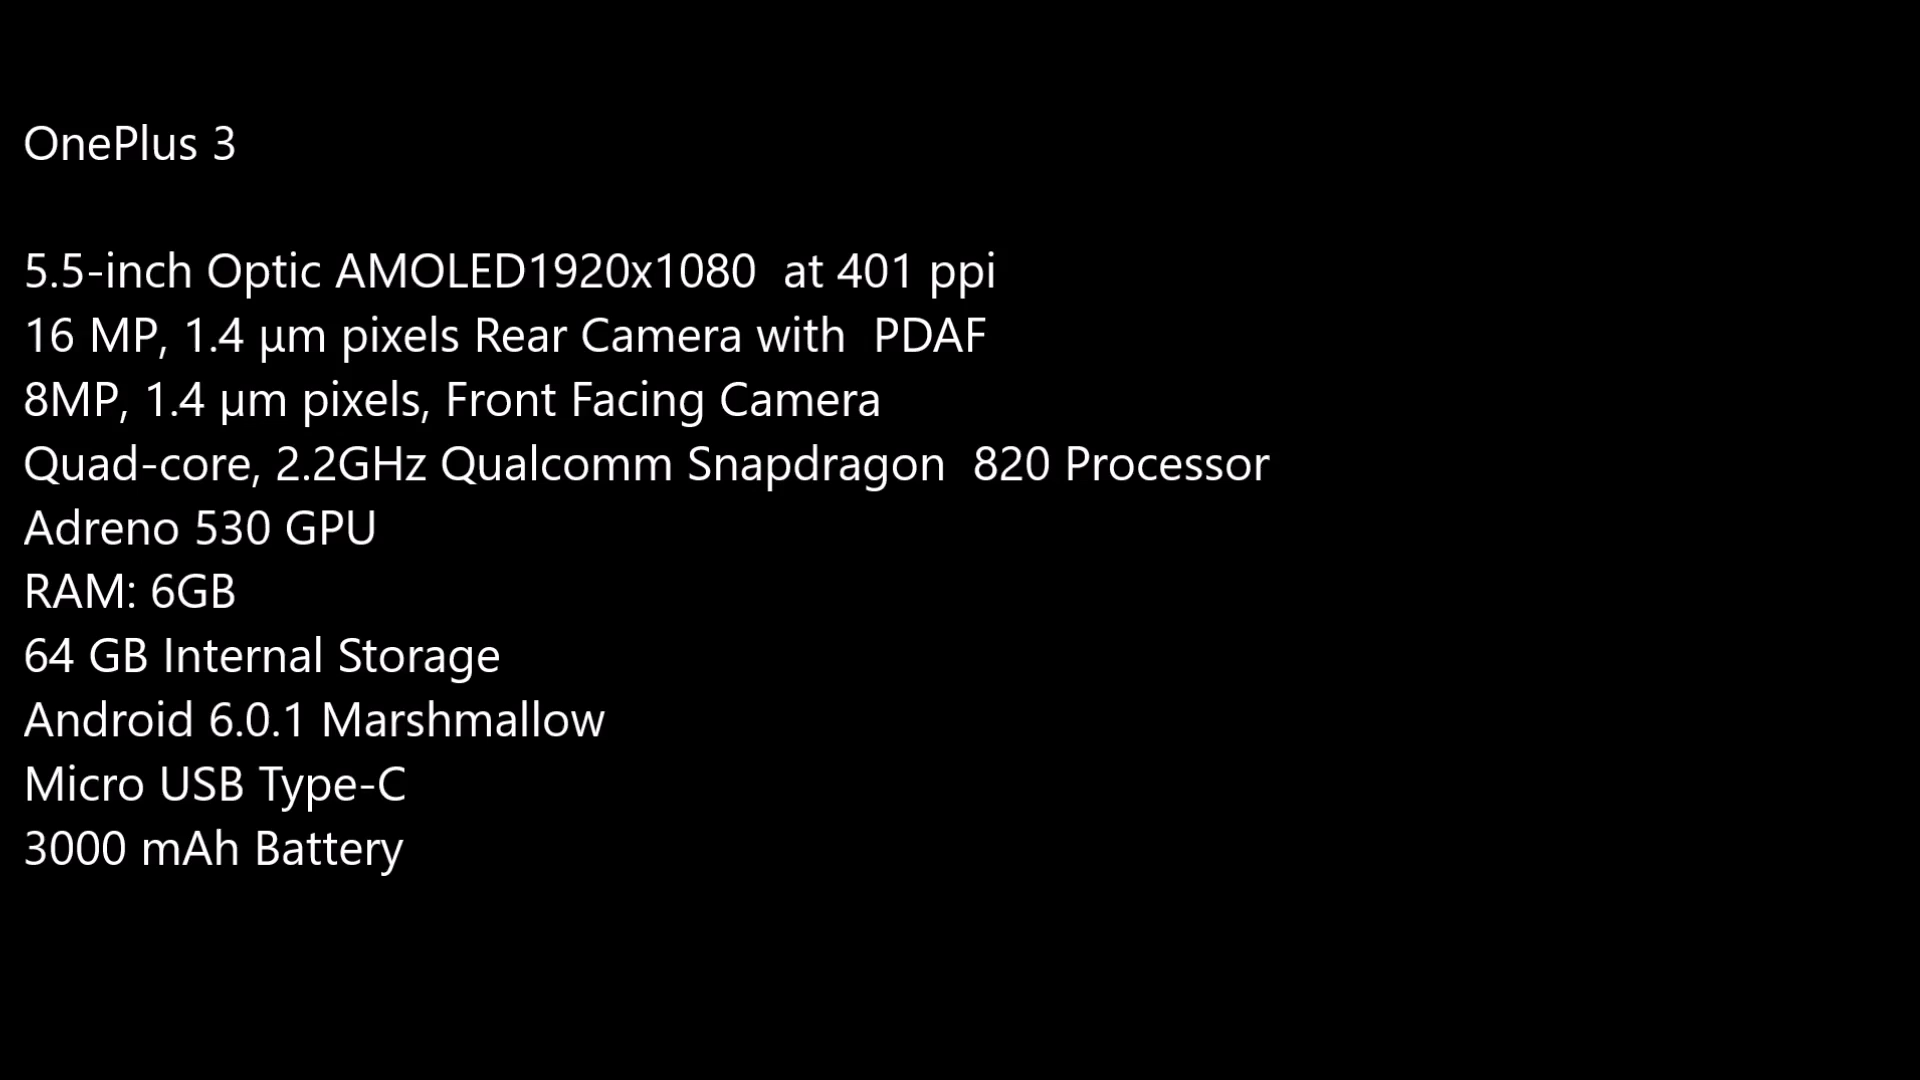 OnePlus 3
5.5-inch Optic AMOLED1920x1080  at 401 ppi
16 MP, 1.4 μm pixels Rear Camera with  PDAF
8MP, 1.4 μm pixels, Front Facing Camera
Quad-core, 2.2GHz Qualcomm Snapdragon  820 Processor
Adreno 530 GPU
RAM: 6GB
64 GB Internal Storage
Android 6.0.1 Marshmallow
Micro USB Type-C
3000 mAh Battery